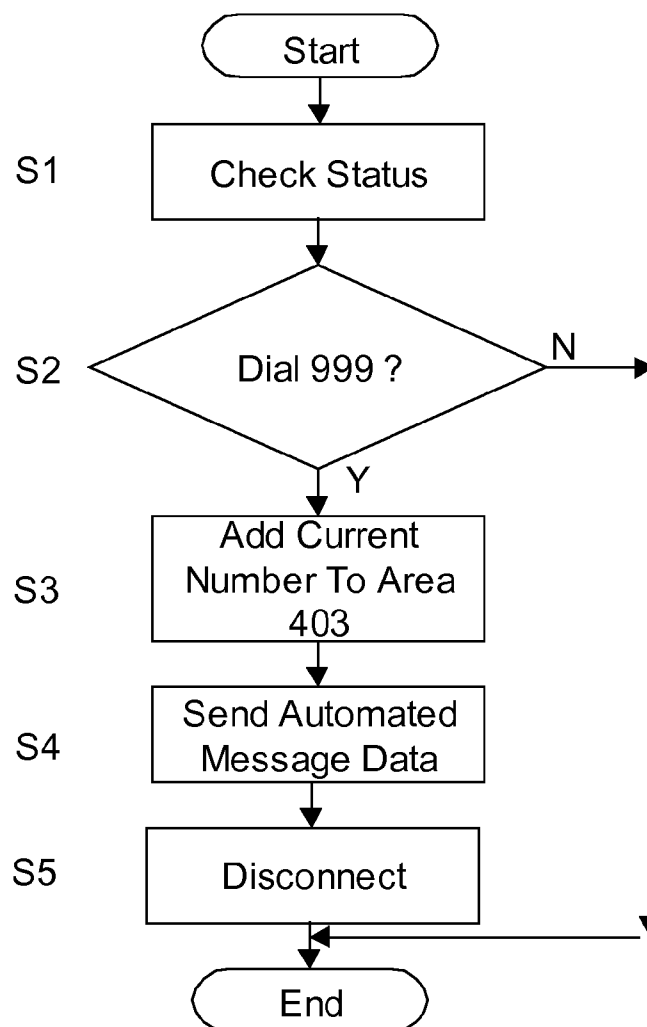 Start
S1
Check Status
S2
Dial 999 ?
N
Y
S3
Add Current
Number To Area
403
S4
Send Automated
Message Data
S5
Disconnect
End